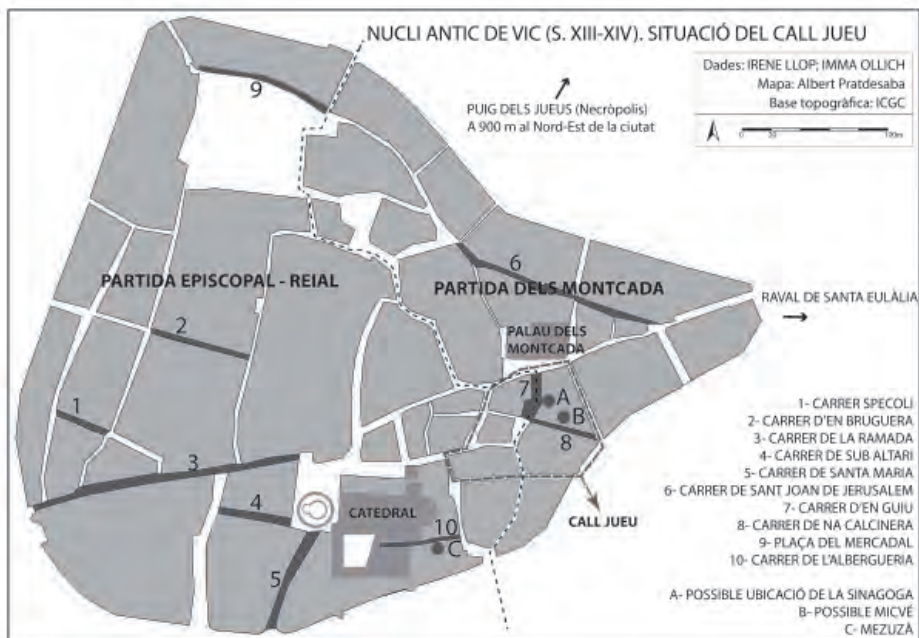 NUCLI ANTIC DE VIC (S. XIII-XIV). SITUACIÓ DEL CALL JUEU
Dades: IRENE LLOP; IMMA OLLICH
Mapa: Albert Pratdesaba
Base topogràfica: ICGC
0
100m
PUIG DELS JUEUS (Necròpolis)
A 900 m al Nord-Est de la ciutat
9
6
PARTIDA EPISCOPAL - REIAL
PARTIDA DELS MONTCADA
RAVAL DE SANTA EULÀLIA
2
PALAU DELS
MONTCADA
7
A
B
8
1
3
4
CATEDRAL
10
C
5
CALL JUEU
1- CARRER SPECOLI
2- CARRER D'EN BRUGUERA
3- CARRER DE LA RAMADA
4- CARRER DE SUB ALTARI
5- CARRER DE SANTA MARIA
6- CARRER DE SANT JOAN DE JERUSALEM
7- CARRER D'EN GUIU
8- CARRER DE NA CALCINERA
9- PLAÇA DEL MERCADAL
10- CARRER DE L'ALBERGUERIA
A- POSSIBLE UBICACIÓ DE LA SINAGOGA
B- POSSIBLE MICVÉ
C- MEZUZÀ